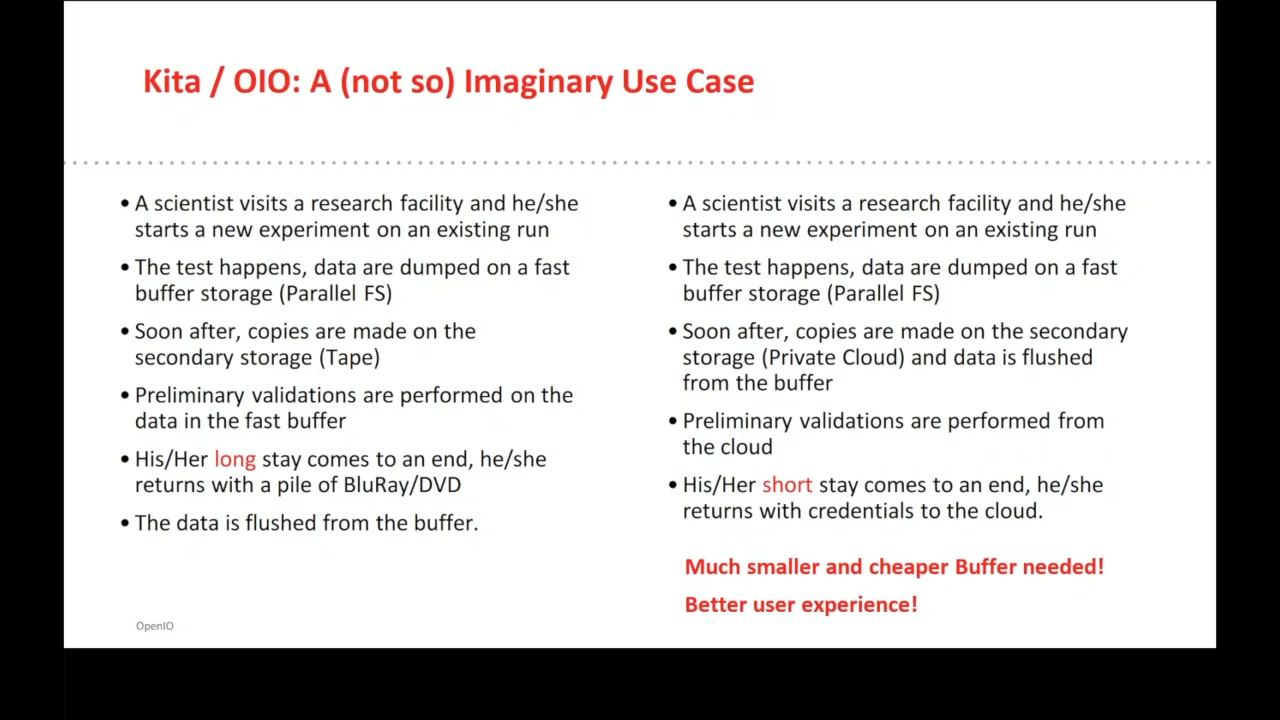 Kita / OIO: A (not so) Imaginary Use Case
• A scientist visits a research facility and he/she
starts a new experiment on an existing run
• The test happens, data are dumped on a fast
buffer storage (Parallel FS)
• Soon after, copies are made on the
secondary storage (Tape)
• Preliminary validations are performed on the
data in the fast buffer
• His/Her long stay comes to an end, he/she
returns with a pile of BluRay/DVD
• The data is flushed from the buffer.
• A scientist visits a research facility and he/she
starts a new experiment on an existing run
• The test happens, data are dumped on a fast
buffer storage (Parallel FS)
• Soon after, copies are made on the secondary
storage (Private Cloud) and data is flushed
from the buffer
• Preliminary validations are performed from
the cloud
• His/Her short stay comes to an end, he/she
returns with credentials to the cloud.
Much smaller and cheaper Buffer needed!
Better user experience!
OpenIO